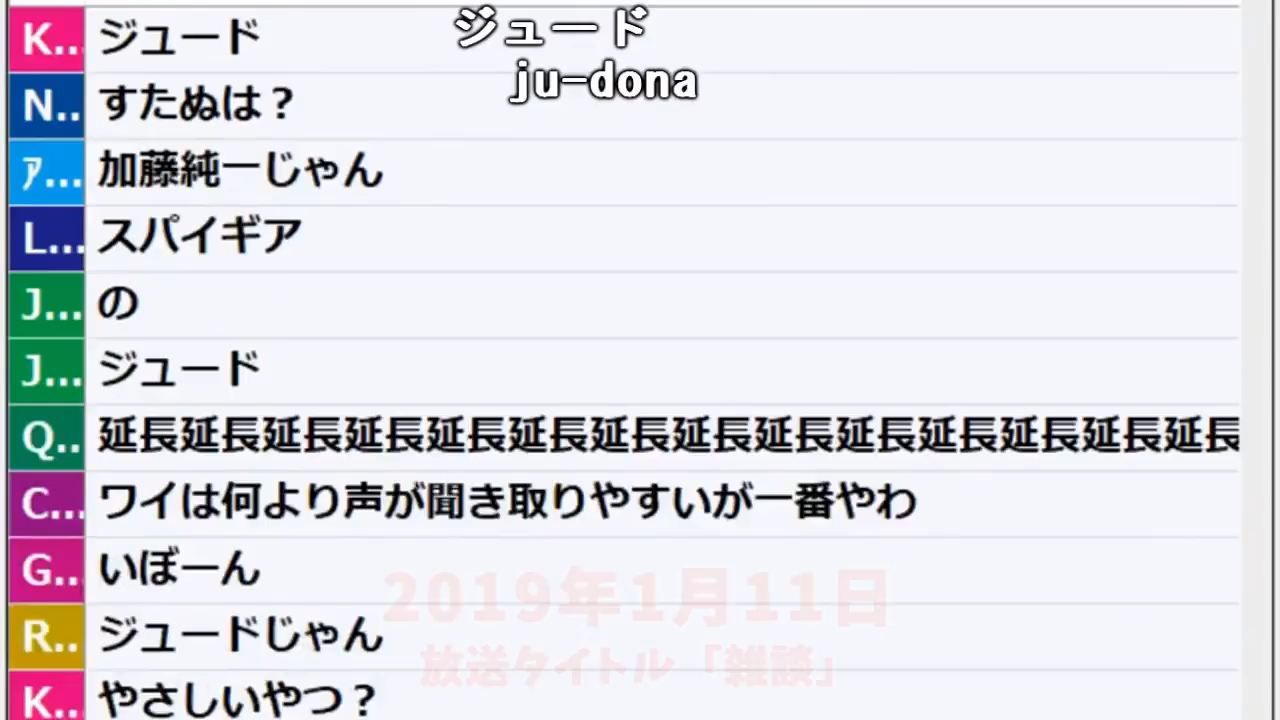 K... ジュード
ジュード
N.. すたぬは？
ju-dona
ｱ... 加藤純一じゃん
L... スパイギア
J... の
J... ジュード
Q.. 延長延長延長延長延長延長延長延長延長延長延長延長延長延長
C... ワイは何より声が聞き取りやすいが一番やわ
G.. いぼーん
2019年1月11日
R.. ジュードじゃん
放送タイトル「雑談」
K... やさしいやつ？